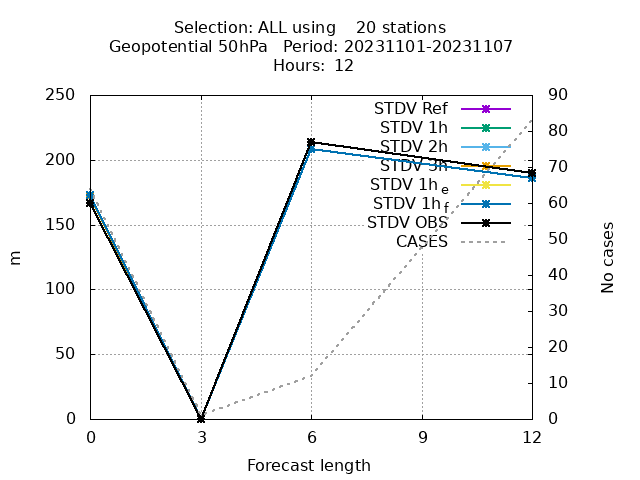 Selection: ALL using    20 stations
Geopotential 50hPa   Period: 20231101-20231107
Hours:  12
250
200
150
100
50
0
m
90
80
70
60
50
40
30
20
10
0
No cases
STDV Ref
STDV 1h
STDV 2h
STDV 3h
STDV 1h e
STDV 1h f
STDV OBS
CASES
0
3
6
9
12
Forecast length